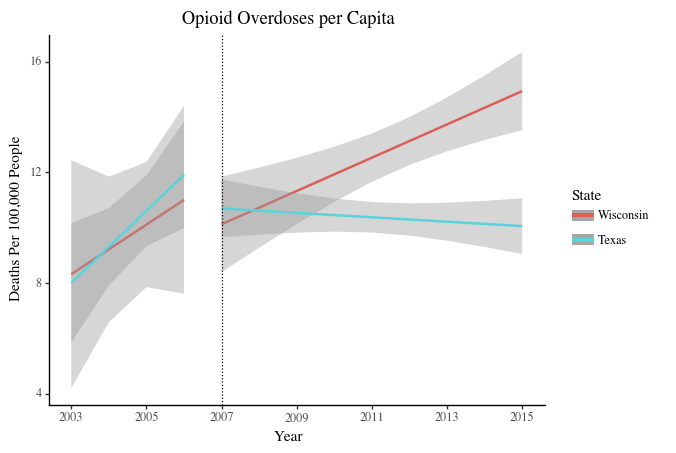 Opioid Overdoses per Capita
16
12
8
4
Deaths Per 100,000 People
2003 2005 2007 2009 2011 2013 2015
Year
State
Wisconsin
Texas